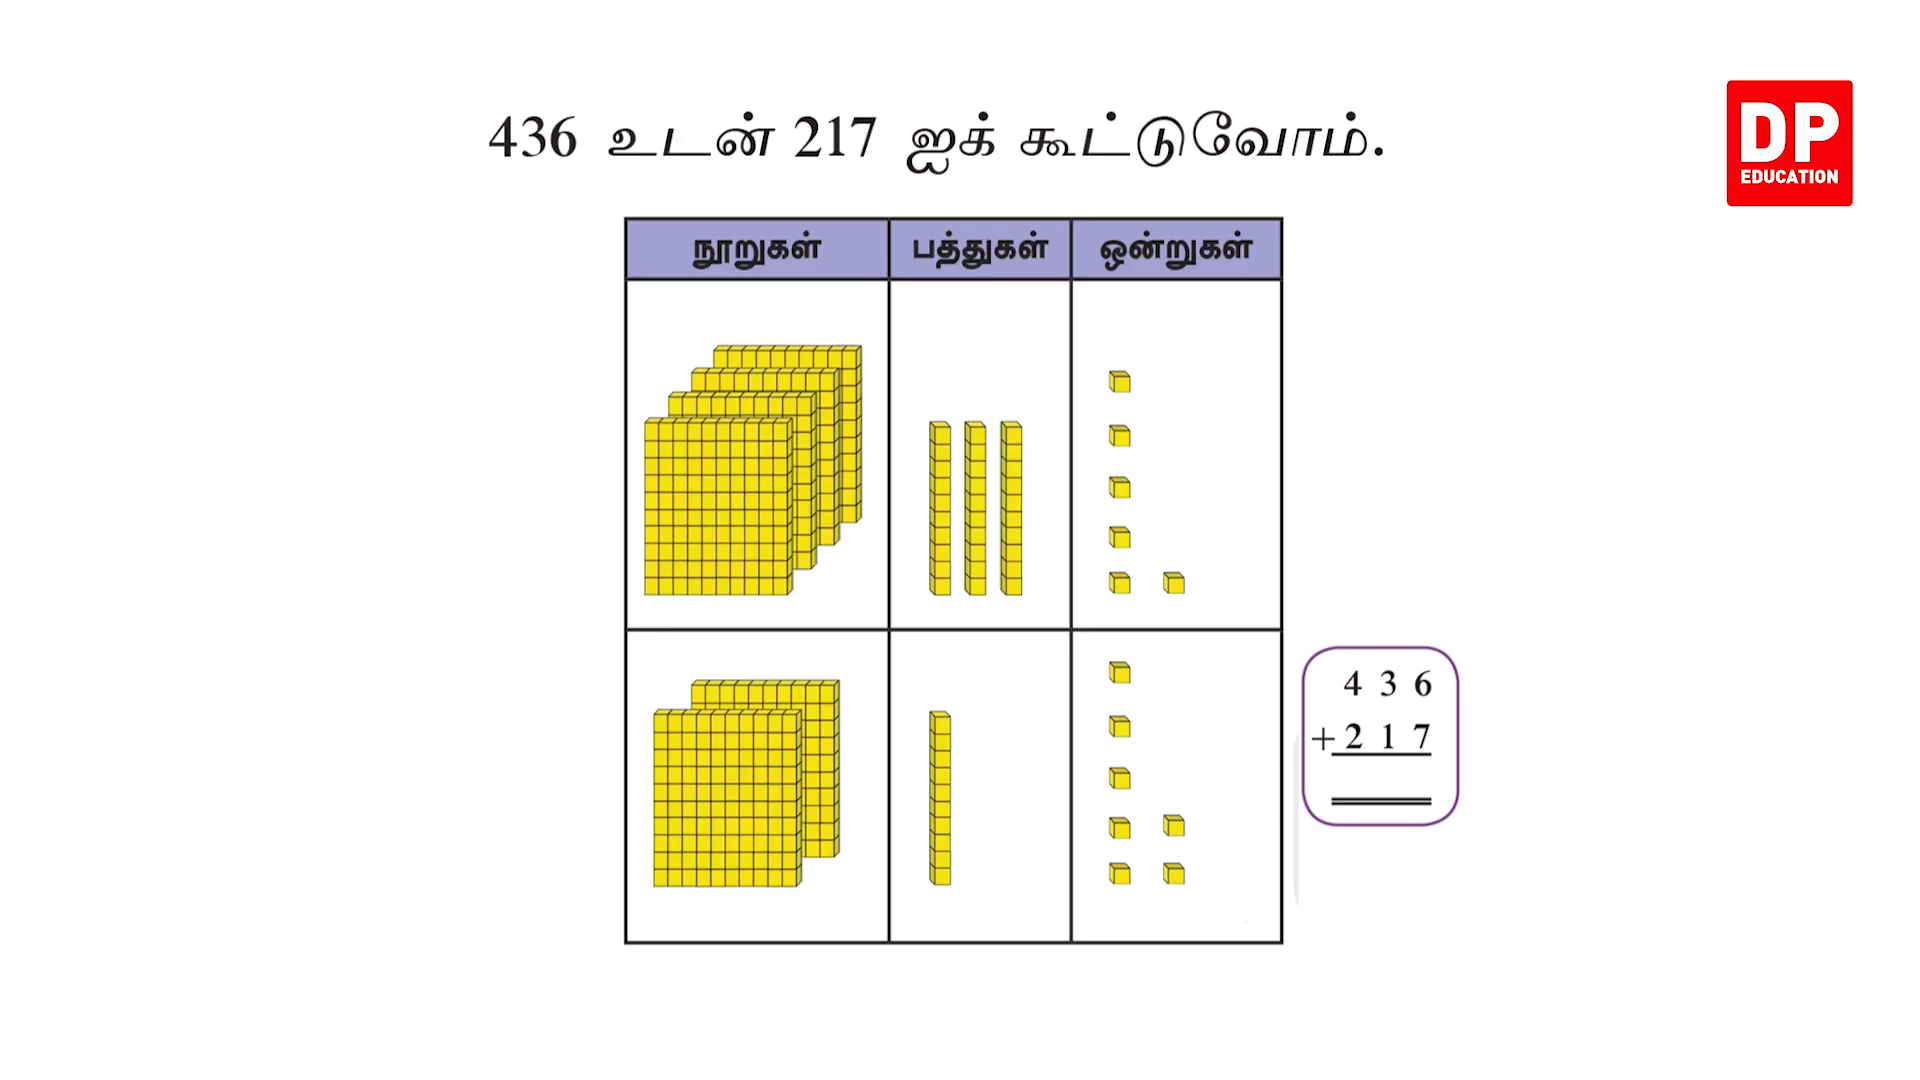 436 உடன் 217 ஐக் கூட்டுவோம்.
DP
EDUCATION
நூறுகள் பத்துகள் ஒன்றுகள்
4 3 6
+ 2 1 7